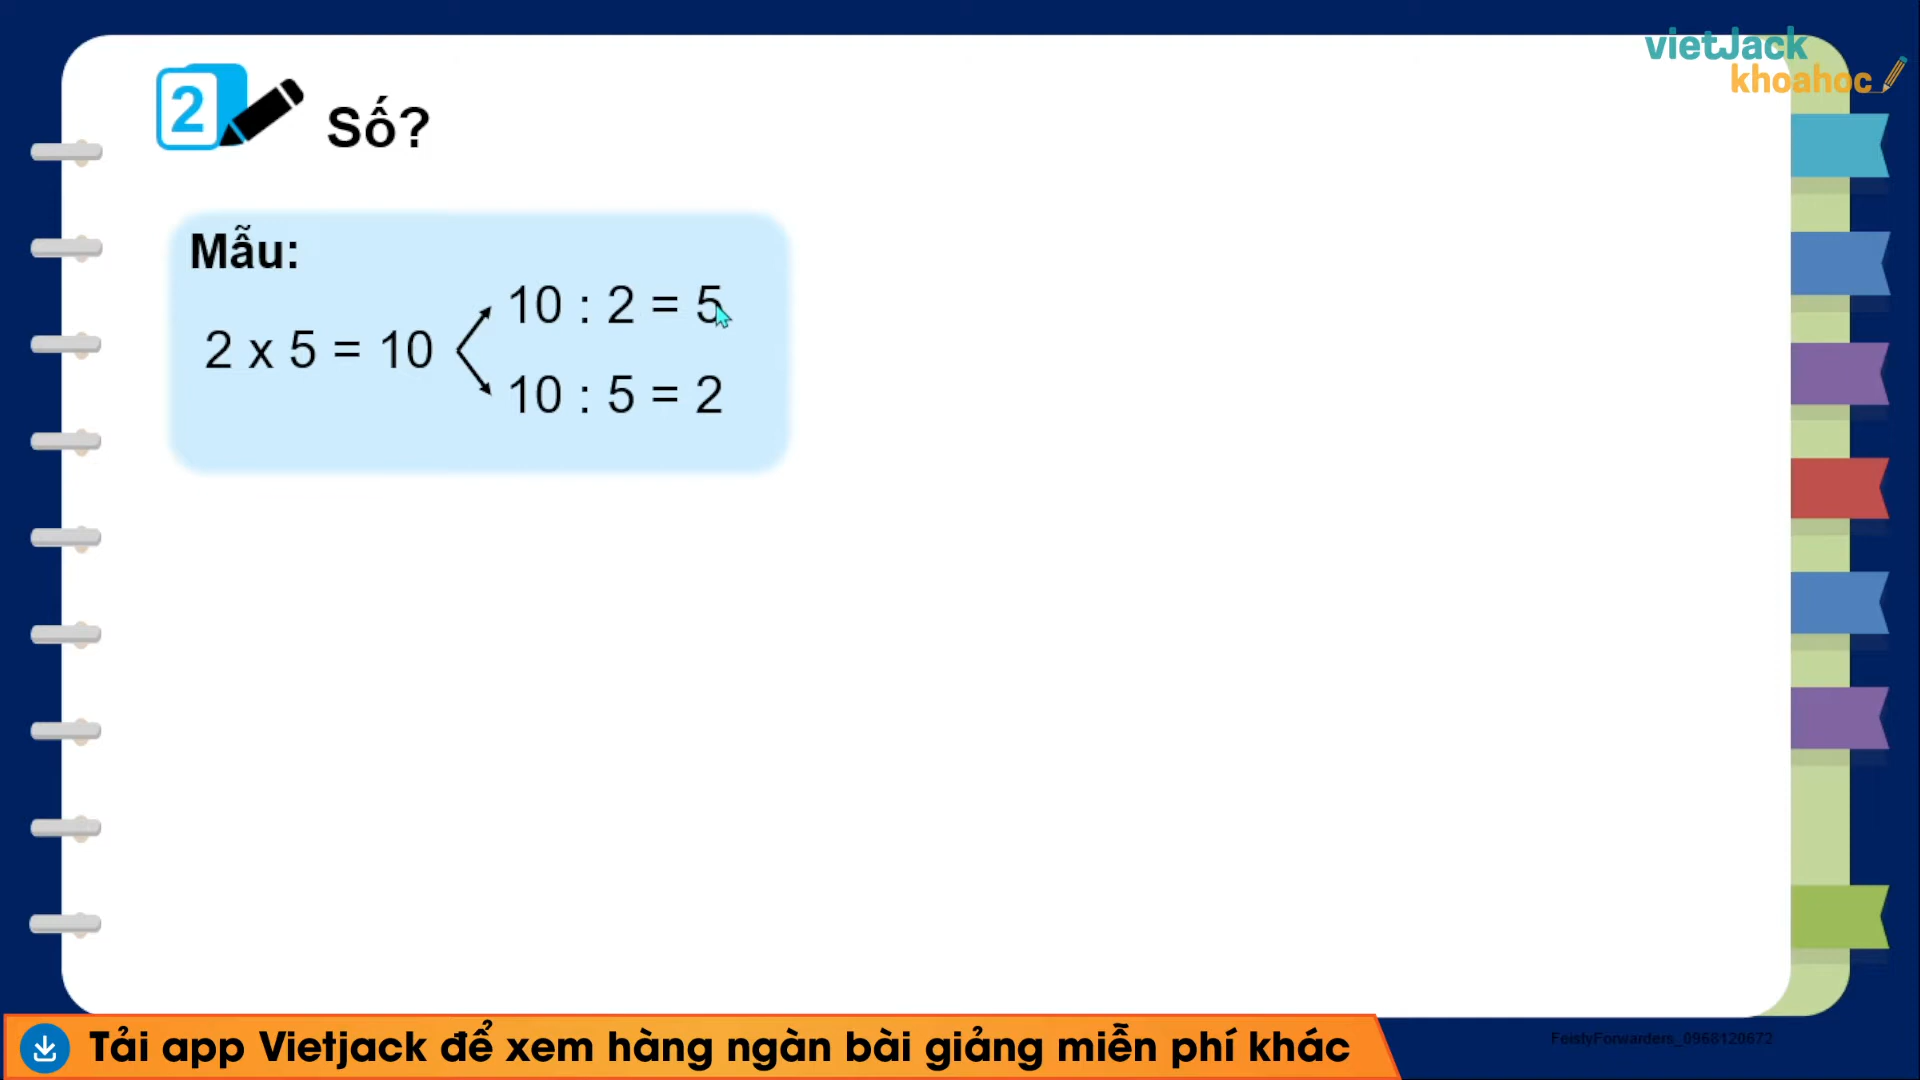 vietJack
khoahoc
2
Số?
Mẫu:
10 : 2 = 5
2 x 5 = 10
10 : 5 = 2
Tải app Vietjack để xem hàng ngàn bài giảng miễn phí khác
FeistyForwarders_0968120672